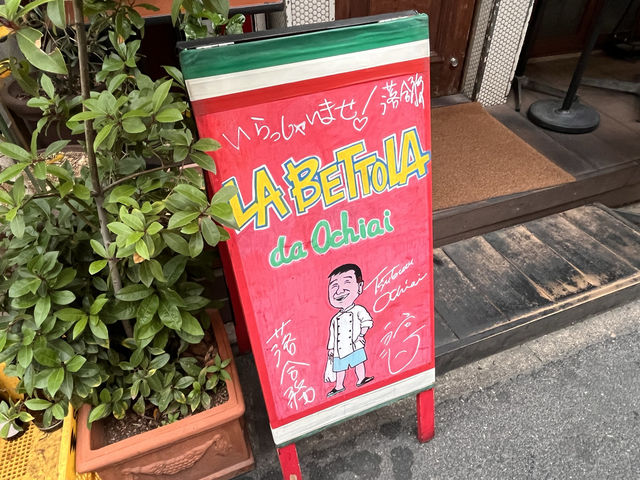 いらっしゃいませ! 落合務
LA BETTOLA
da Ochiai
Tsutomu
Ochiai
落合務